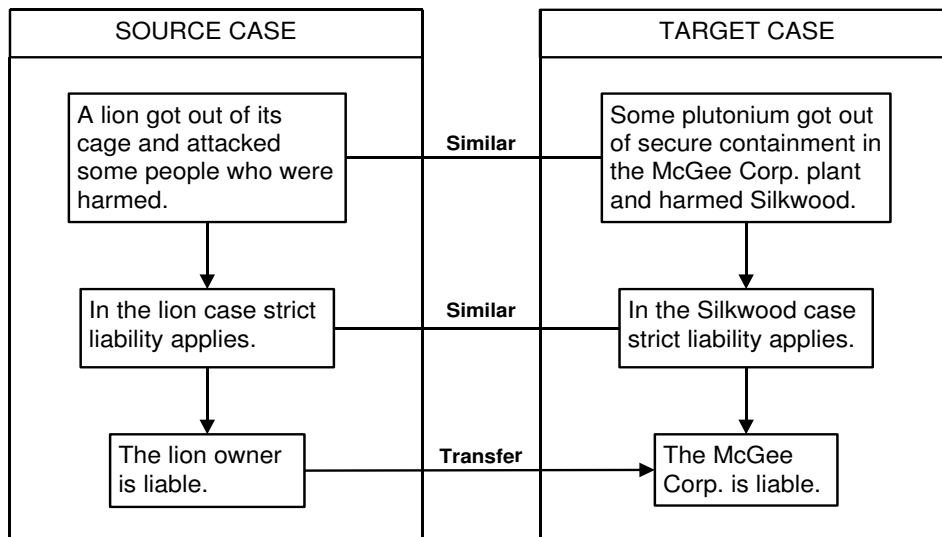 SOURCE CASE
TARGET CASE
A lion got out of its
cage and attacked
some people who were
harmed.
Similar
Some plutonium got out
of secure containment in
the McGee Corp. plant
and harmed Silkwood.
In the lion case strict
liability applies.
Similar
In the Silkwood case
strict liability applies.
The lion owner
is liable.
Transfer
The McGee
Corp. is liable.